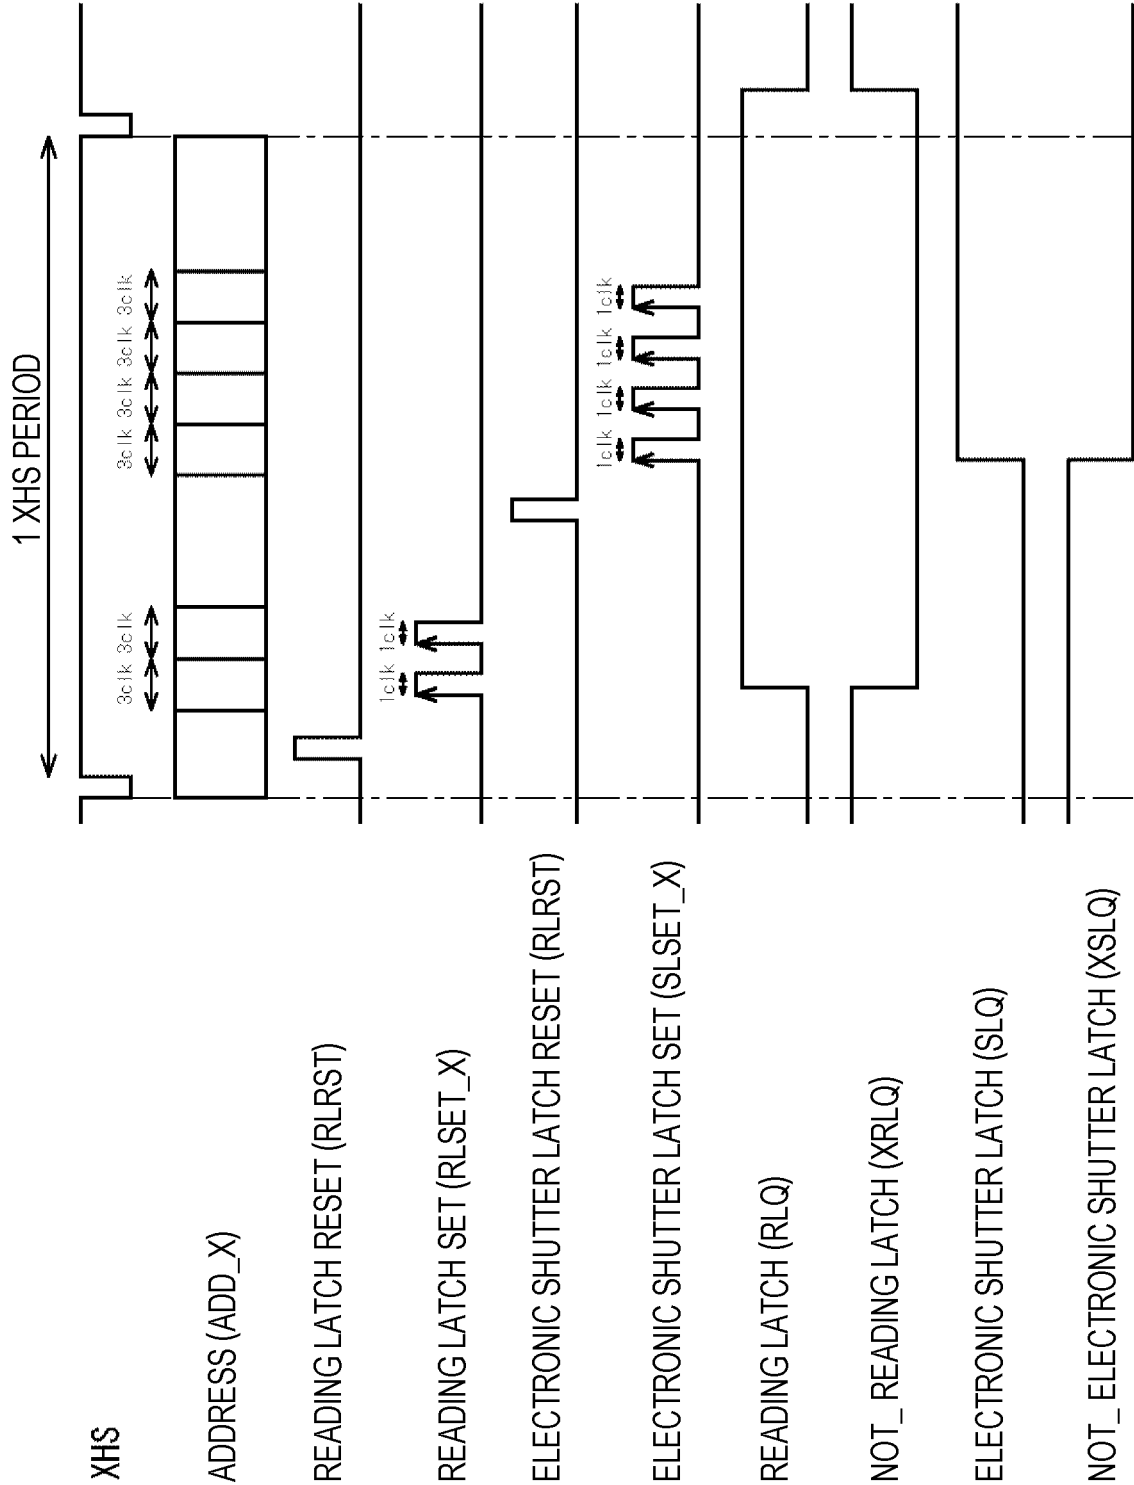 1 XHS PERIOD
XHS
3clk 3clk 3clk 3clk 3clk 3clk
ADDRESS (ADD_X)
READING LATCH RESET (RLRST)
1clk 1clk
READING LATCH SET (RLSET_X)
ELECTRONIC SHUTTER LATCH RESET (RLRST)
1clk 1clk 1clk 1clk
ELECTRONIC SHUTTER LATCH SET (SLSET_X)
READING LATCH (RLQ)
NOT_ READING LATCH (XRLQ)
ELECTRONIC SHUTTER LATCH (SLQ)
NOT_ ELECTRONIC SHUTTER LATCH (XSLQ)